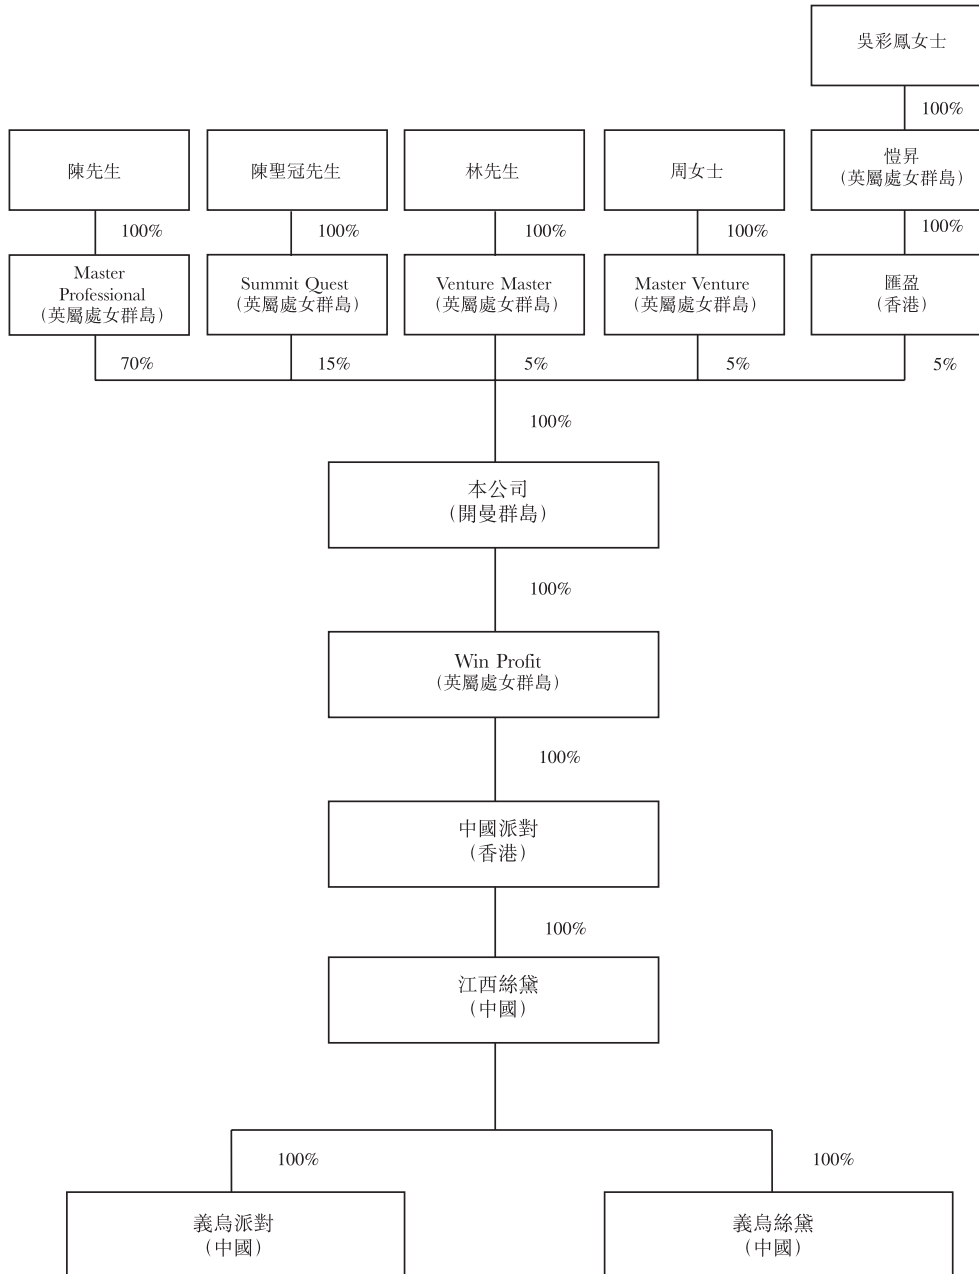 吳彩鳳女士
100%
陳先生
陳聖冠先生
林先生
周女士
愷昇
(英屬處女群島)
100%
100%
100%
100%
100%
Master
Professional
(英屬處女群島)
Summit Quest
(英屬處女群島)
Venture Master
(英屬處女群島)
Master Venture
(英屬處女群島)
匯盈
(香港)
70%
15%
5%
5%
5%
100%
本公司
(開曼群島)
100%
Win Profit
(英屬處女群島)
100%
中國派對
(香港)
100%
江西絲黛
(中國)
100%
100%
義烏派對
(中國)
義烏絲黛
(中國)